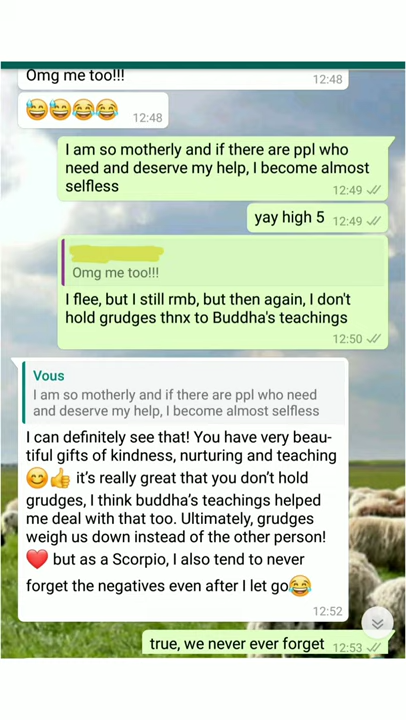 Omg me too!!!
12:48
😅😅😂😂
12:48
I am so motherly and if there are ppl who
need and deserve my help, I become almost
selfless
12:49
yay high 5
12:49
Omg me too!!!
I flee, but I still rmb, but then again, I don't
hold grudges thnx to Buddha's teachings
12:50
Vous
I am so motherly and if there are ppl who need
and deserve my help, I become almost selfless
I can definitely see that! You have very beau-
tiful gifts of kindness, nurturing and teaching
😊👍 it's really great that you don't hold
grudges, I think buddha's teachings helped
me deal with that too. Ultimately, grudges
weigh us down instead of the other person!
❤️ but as a Scorpio, I also tend to never
forget the negatives even after I let go😂
12:52
true, we never ever forget
12:53